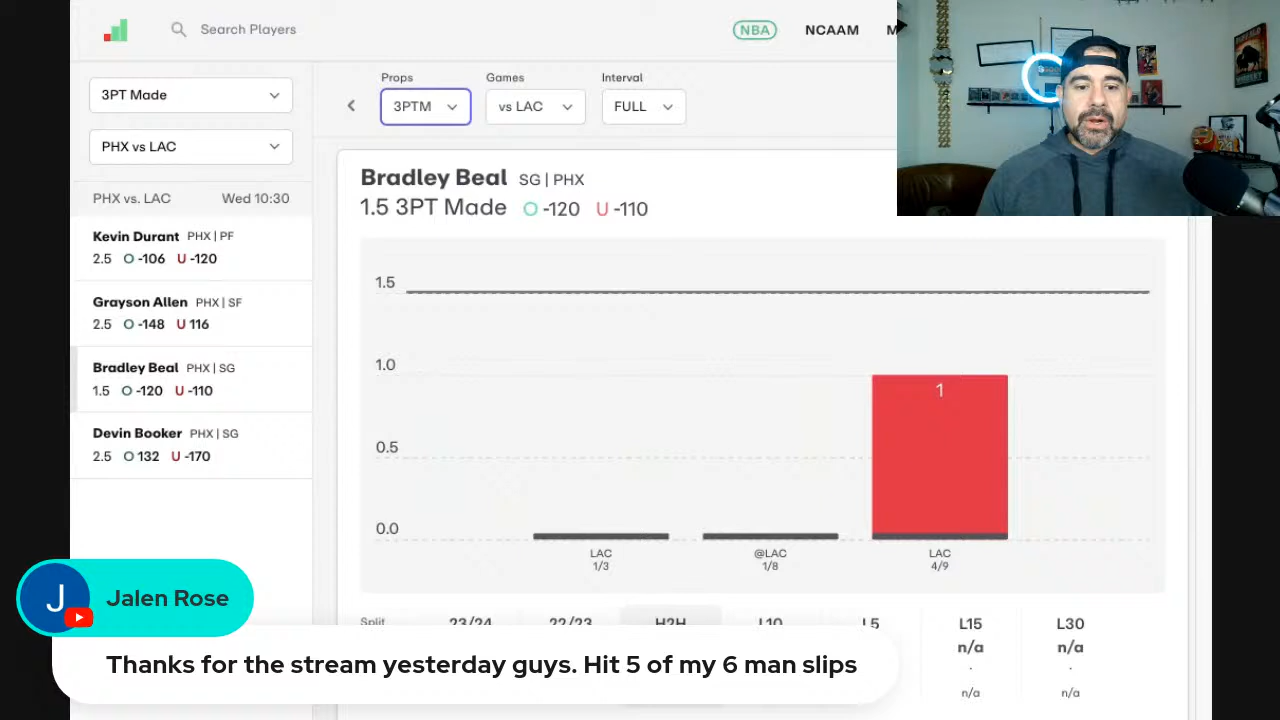 Search Players
NBA
NCAAM
M
3PT Made
PHX vs LAC
PHX vs. LAC Wed 10:30
Kevin Durant PHX | PF
2.5 O -106 U -120
Grayson Allen PHX | SF
2.5 O -148 U 116
Bradley Beal PHX | SG
1.5 O -120 U -110
Devin Booker PHX | SG
2.5 O 132 U -170
Props Games Interval
3PTM vs LAC FULL
Bradley Beal SG | PHX
1.5 3PT Made O -120 U -110
1.5
1.0
0.5
0.0
1
LAC @LAC LAC
1/3 1/8 4/9
Split 23/24 22/23 H2H L10 L5 L15 L30
n/a n/a
n/a n/a
J Jalen Rose
Thanks for the stream yesterday guys. Hit 5 of my 6 man slips